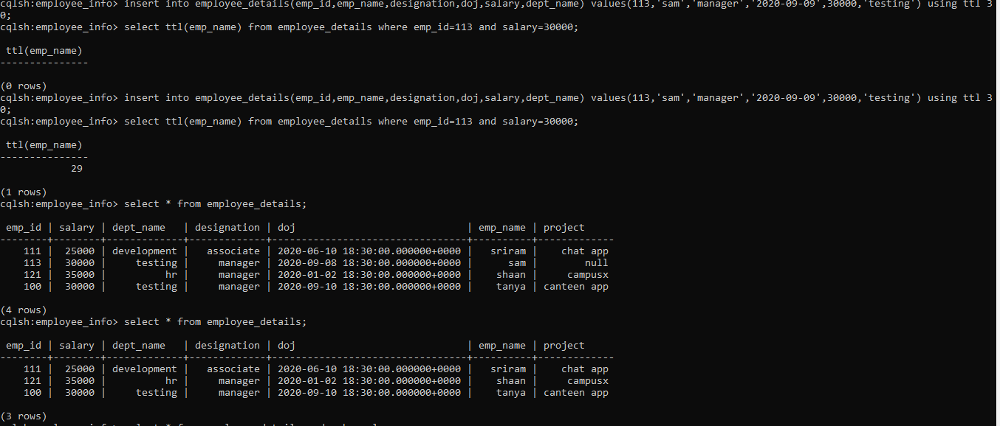 cqlsh:employee_info> insert into employee_details(emp_id,emp_name,designation,doj,salary,dept_name) values(113,'sam','manager','2020-09-09',30000,'testing') using ttl 3
0;
cqlsh:employee_info> select ttl(emp_name) from employee_details where emp_id=113 and salary=30000;
 ttl(emp_name)
---------------
(0 rows)
cqlsh:employee_info> insert into employee_details(emp_id,emp_name,designation,doj,salary,dept_name) values(113,'sam','manager','2020-09-09',30000,'testing') using ttl 3
0;
cqlsh:employee_info> select ttl(emp_name) from employee_details where emp_id=113 and salary=30000;
 ttl(emp_name)
---------------
            29
(1 rows)
cqlsh:employee_info> select * from employee_details;
 emp_id | salary | dept_name   | designation | doj                             | emp_name | project
--------+--------+-------------+-------------+---------------------------------+----------+-------------
    111 |  25000 | development |   associate | 2020-06-10 18:30:00.000000+0000 |   sriram |    chat app
    113 |  30000 |     testing |     manager | 2020-09-08 18:30:00.000000+0000 |      sam |        null
    121 |  35000 |          hr |     manager | 2020-01-02 18:30:00.000000+0000 |    shaan |     campusx
    100 |  30000 |     testing |     manager | 2020-09-10 18:30:00.000000+0000 |    tanya | canteen app
(4 rows)
cqlsh:employee_info> select * from employee_details;
 emp_id | salary | dept_name   | designation | doj                             | emp_name | project
--------+--------+-------------+-------------+---------------------------------+----------+-------------
    111 |  25000 | development |   associate | 2020-06-10 18:30:00.000000+0000 |   sriram |    chat app
    121 |  35000 |          hr |     manager | 2020-01-02 18:30:00.000000+0000 |    shaan |     campusx
    100 |  30000 |     testing |     manager | 2020-09-10 18:30:00.000000+0000 |    tanya | canteen app
(3 rows)